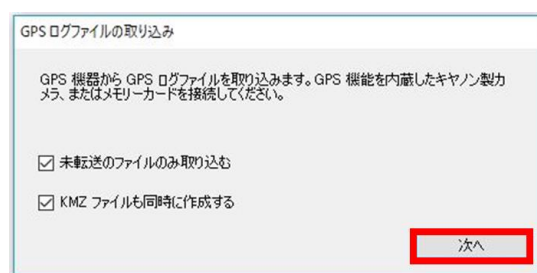 GPS ログファイルの取り込み
GPS 機器から GPS ログファイルを取り込みます。GPS 機能を内蔵したキヤノン製カ
メラ、またはメモリーカードを接続してください。
未転送のファイルのみ取り込む
KMZ ファイルも同時に作成する
次へ